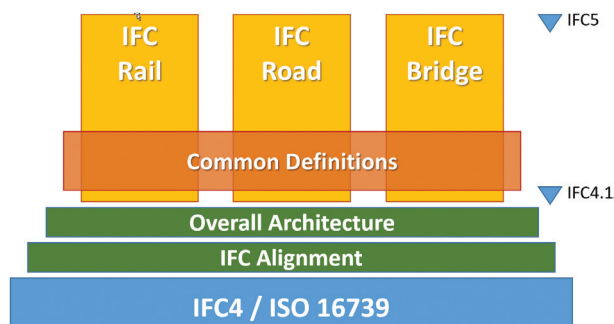 IFC
Rail
IFC
Road
IFC
Bridge
IFC5
Common Definitions
IFC4.1
Overall Architecture
IFC Alignment
IFC4 / ISO 16739